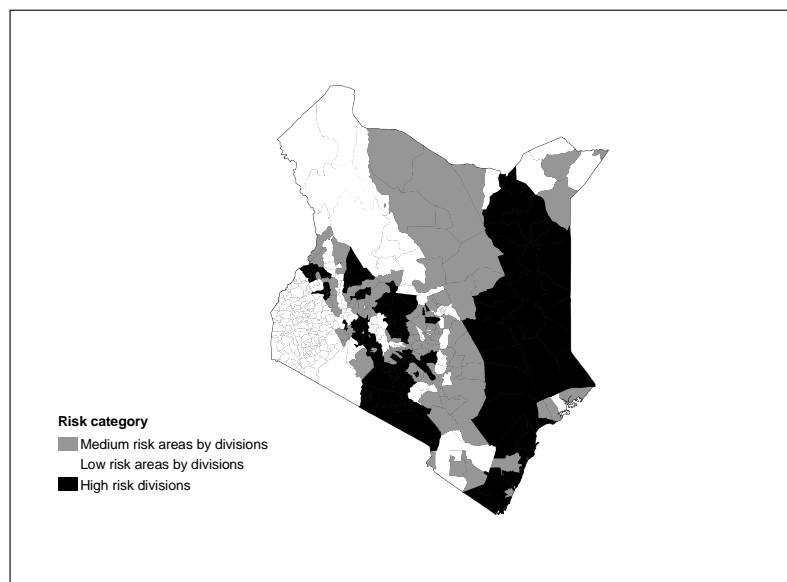 Risk category
Medium risk areas by divisions
Low risk areas by divisions
High risk divisions